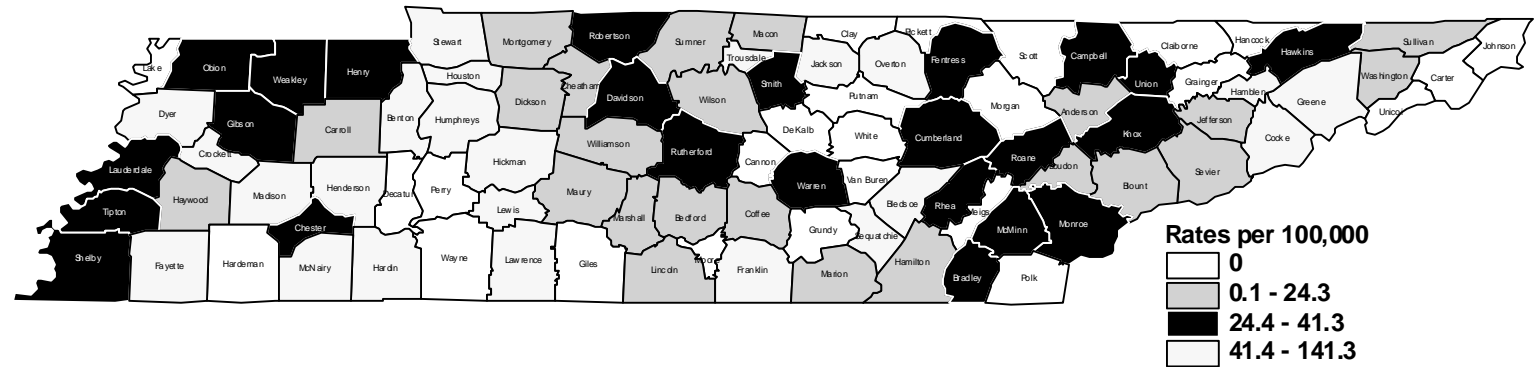 Stewart
Montgomery
Robertson
Sumner
Macon
Clay
Pickett
Scott
Campbell
Claiborne
Hancock
Hawkins
Sullivan
Johnson
Lake
Obion
Weakley
Henry
Houston
Trousdale
Jackson
Overton
Fentress
Union
Grainger
Hamblen
Washington
Carter
Dyer
Gibson
Carroll
Benton
Humphreys
Dickson
Cheatham
Davidson
Wilson
Smith
Putnam
Morgan
Anderson
Knox
Jefferson
Greene
Unicoi
Lauderdale
Crockett
Haywood
Madison
Henderson
Decatur
Perry
Hickman
Williamson
Rutherford
Cannon
DeKalb
White
Cumberland
Roane
Loudon
Blount
Sevier
Cocke
Tipton
Chester
Lewis
Maury
Marshall
Bedford
Coffee
Warren
Van Buren
Bledsoe
Rhea
Meigs
McMinn
Monroe
Shelby
Fayette
Hardeman
McNairy
Hardin
Wayne
Lawrence
Giles
Lincoln
Moore
Franklin
Grundy
Sequatchie
Marion
Hamilton
Bradley
Polk
Rates per 100,000
0
0.1 - 24.3
24.4 - 41.3
41.4 - 141.3